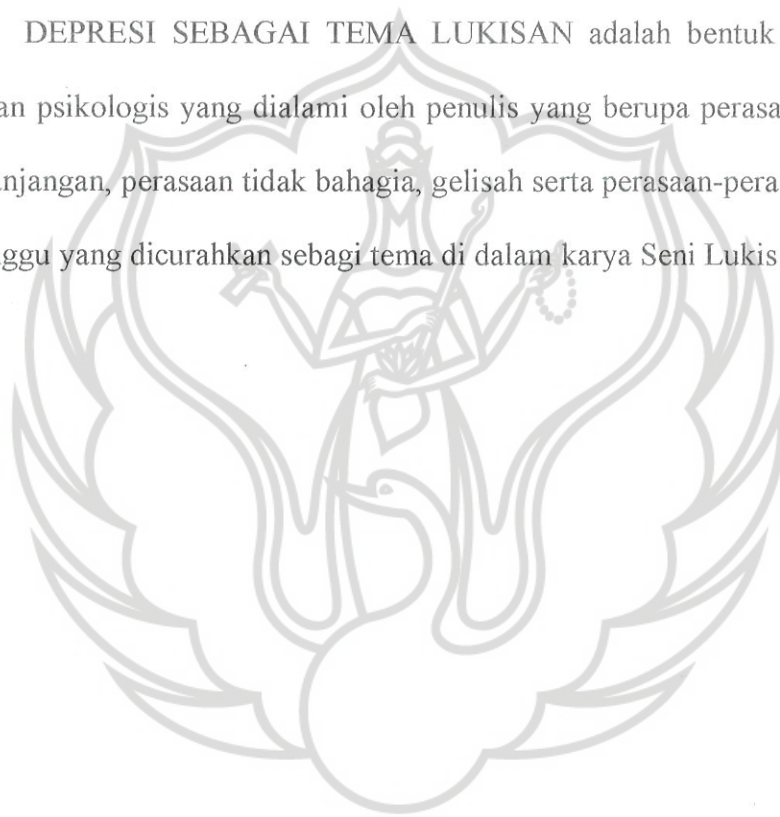 DEPRESI SEBAGAI TEMA LUKISAN adalah bentuk
an psikologis yang dialami oleh penulis yang berupa perasa
njangan, perasaan tidak bahagia, gelisah serta perasaan-pera
ggu yang dicurahkan sebagi tema di dalam karya Seni Lukis